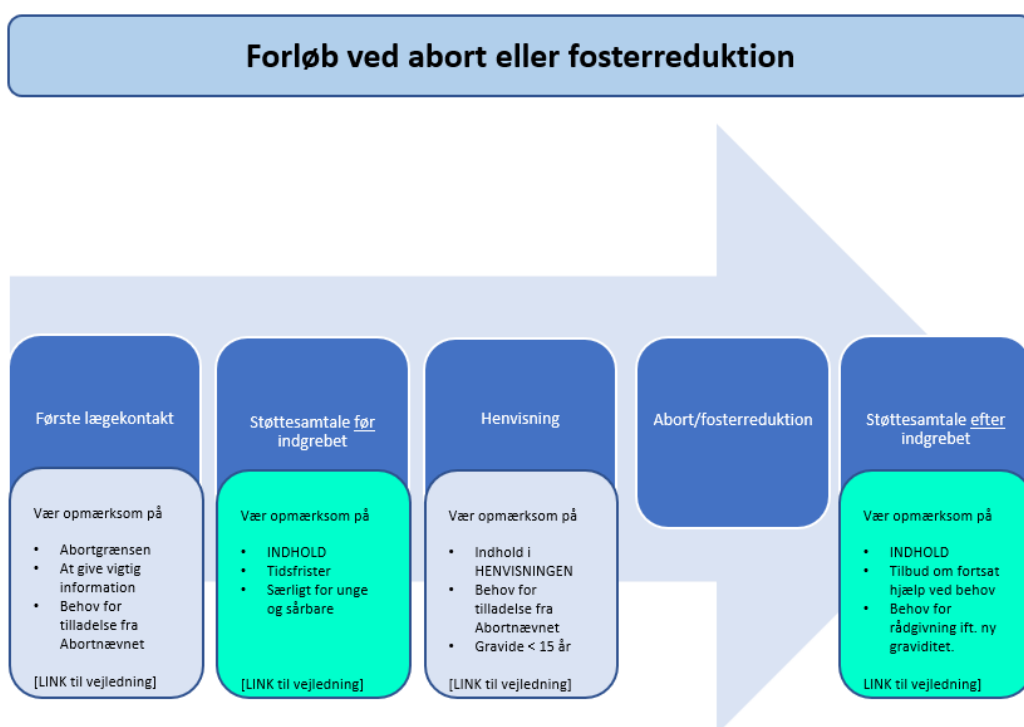 Forløb ved abort eller fosterreduktion
Første lægekontakt
Vær opmærksom på
• Abortgrænsen
• At give vigtig
information
• Behov for
tilladelse fra
Abortnævnet
[LINK til vejledning]
Støttesamtale før
indgrebet
Vær opmærksom på
• INDHOLD
• Tidsfrister
• Særligt for unge
og sårbare
[LINK til vejledning]
Henvisning
Vær opmærksom på
• Indhold i
HENVISNINGEN
• Behov for
tilladelse fra
Abortnævnet
• Gravide < 15 år
[LINK til vejledning]
Abort/fosterreduktion
Støttesamtale efter
indgrebet
Vær opmærksom på
• INDHOLD
• Tilbud om fortsat
hjælp ved behov
• Behov for
rådgivning ift. ny
graviditet.
LINK til vejledning]